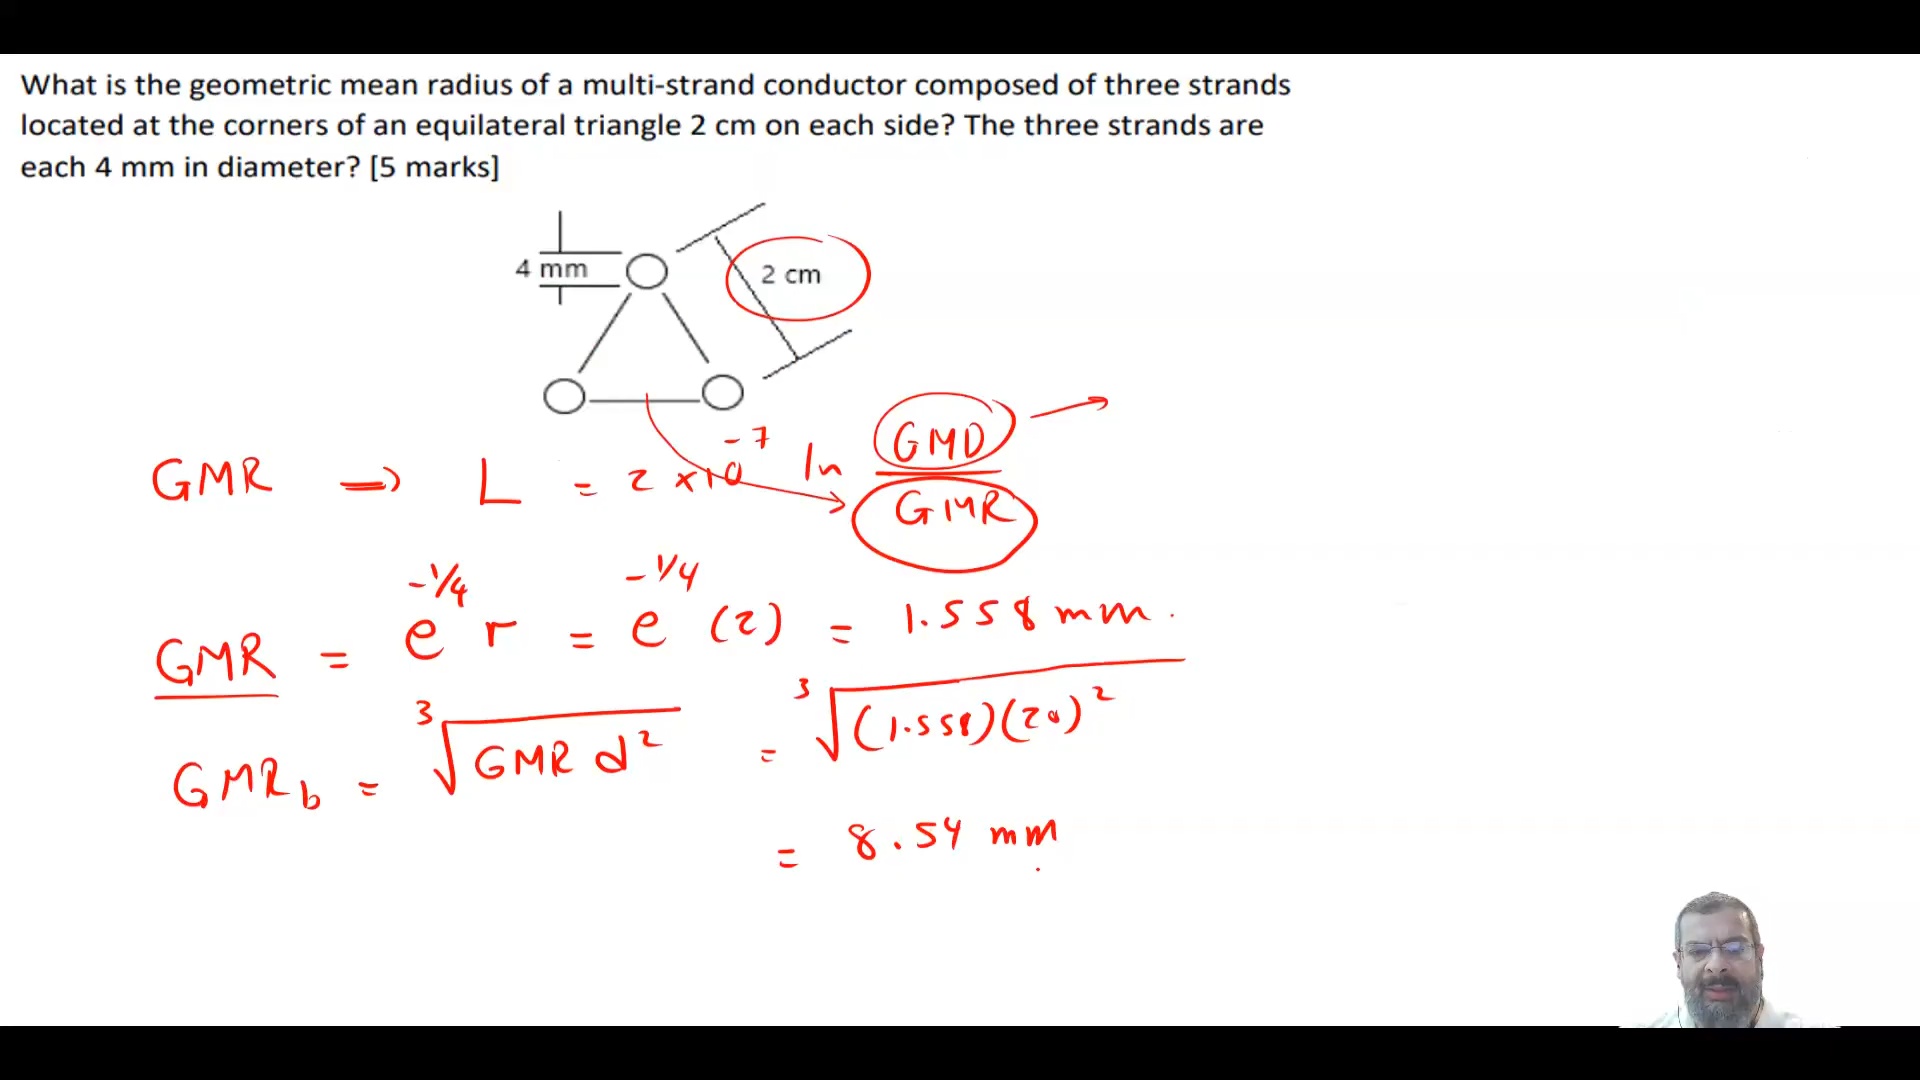 What is the geometric mean radius of a multi-strand conductor composed of three strands
located at the corners of an equilateral triangle 2 cm on each side? The three strands are
each 4 mm in diameter? [5 marks]
4 mm
2 cm
GMR ⇒ L = 2 ×10^-7 ln GMD/GMR
GMR = e^-1/4 r = e^-1/4 (2) = 1.558 mm.
GMR_b = ∛(GMR d²) = ∛((1.558)(20)²)
= 8.54 mm